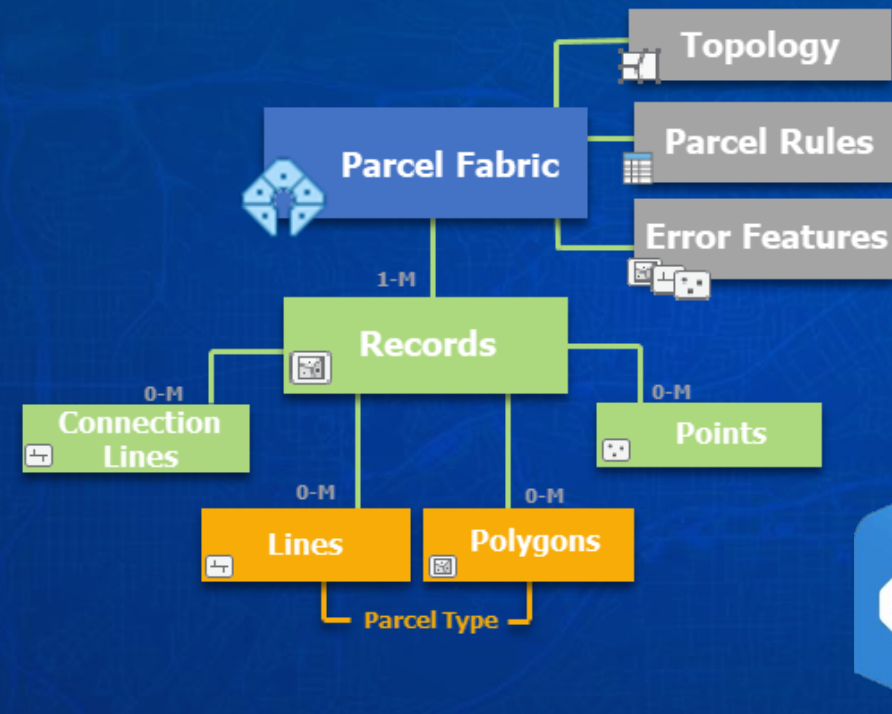 Topology
Parcel Fabric
Parcel Rules
Error Features
1-M
Records
0-M
0-M
Connection
Lines
Points
0-M
0-M
Lines
Polygons
Parcel Type